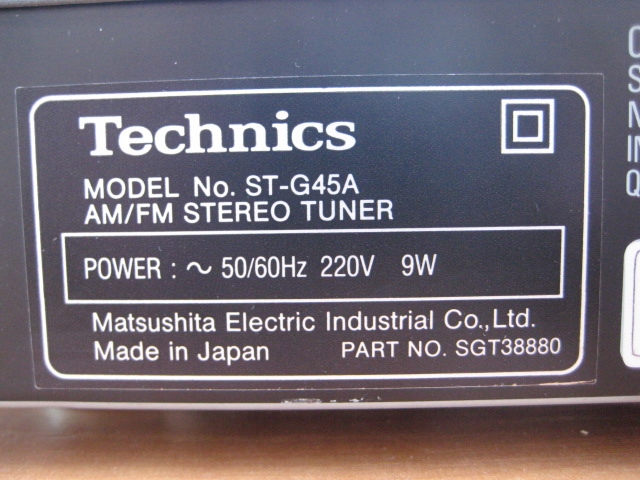 Technics
MODEL No. ST-G45A
AM/FM STEREO TUNER
POWER : ~ 50/60Hz 220V 9W
Matsushita Electric Industrial Co.,Ltd.
Made in Japan PART NO. SGT38880